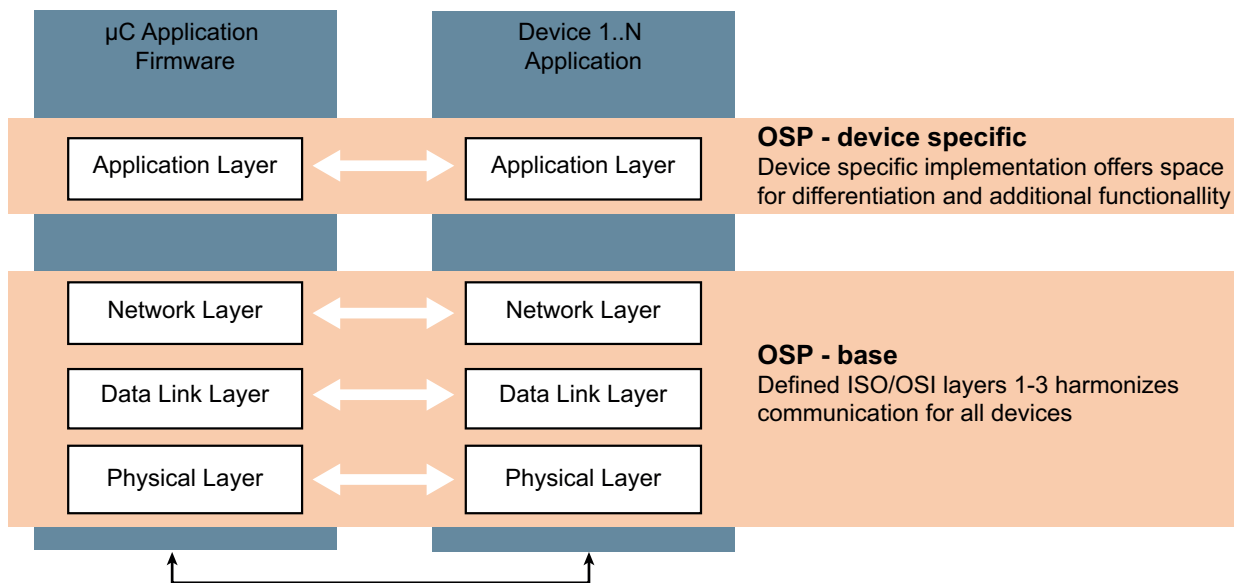 µC Application
Firmware
Device 1..N
Application
Application Layer
Application Layer
OSP - device specific
Device specific implementation offers space
for differentiation and additional functionallity
Network Layer
Network Layer
Data Link Layer
Data Link Layer
Physical Layer
Physical Layer
OSP - base
Defined ISO/OSI layers 1-3 harmonizes
communication for all devices